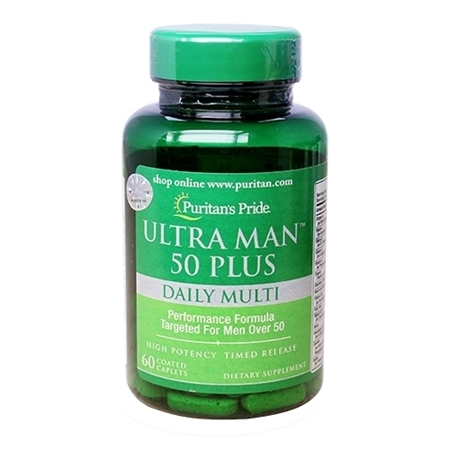 shop online www.puritan.com
Puritan's Pride
ULTRA MAN™
50 PLUS
DAILY MULTI
Performance Formula
Targeted For Men Over 50
HIGH POTENCY TIMED RELEASE
60 COATED CAPLETS
DIETARY SUPPLEMENT